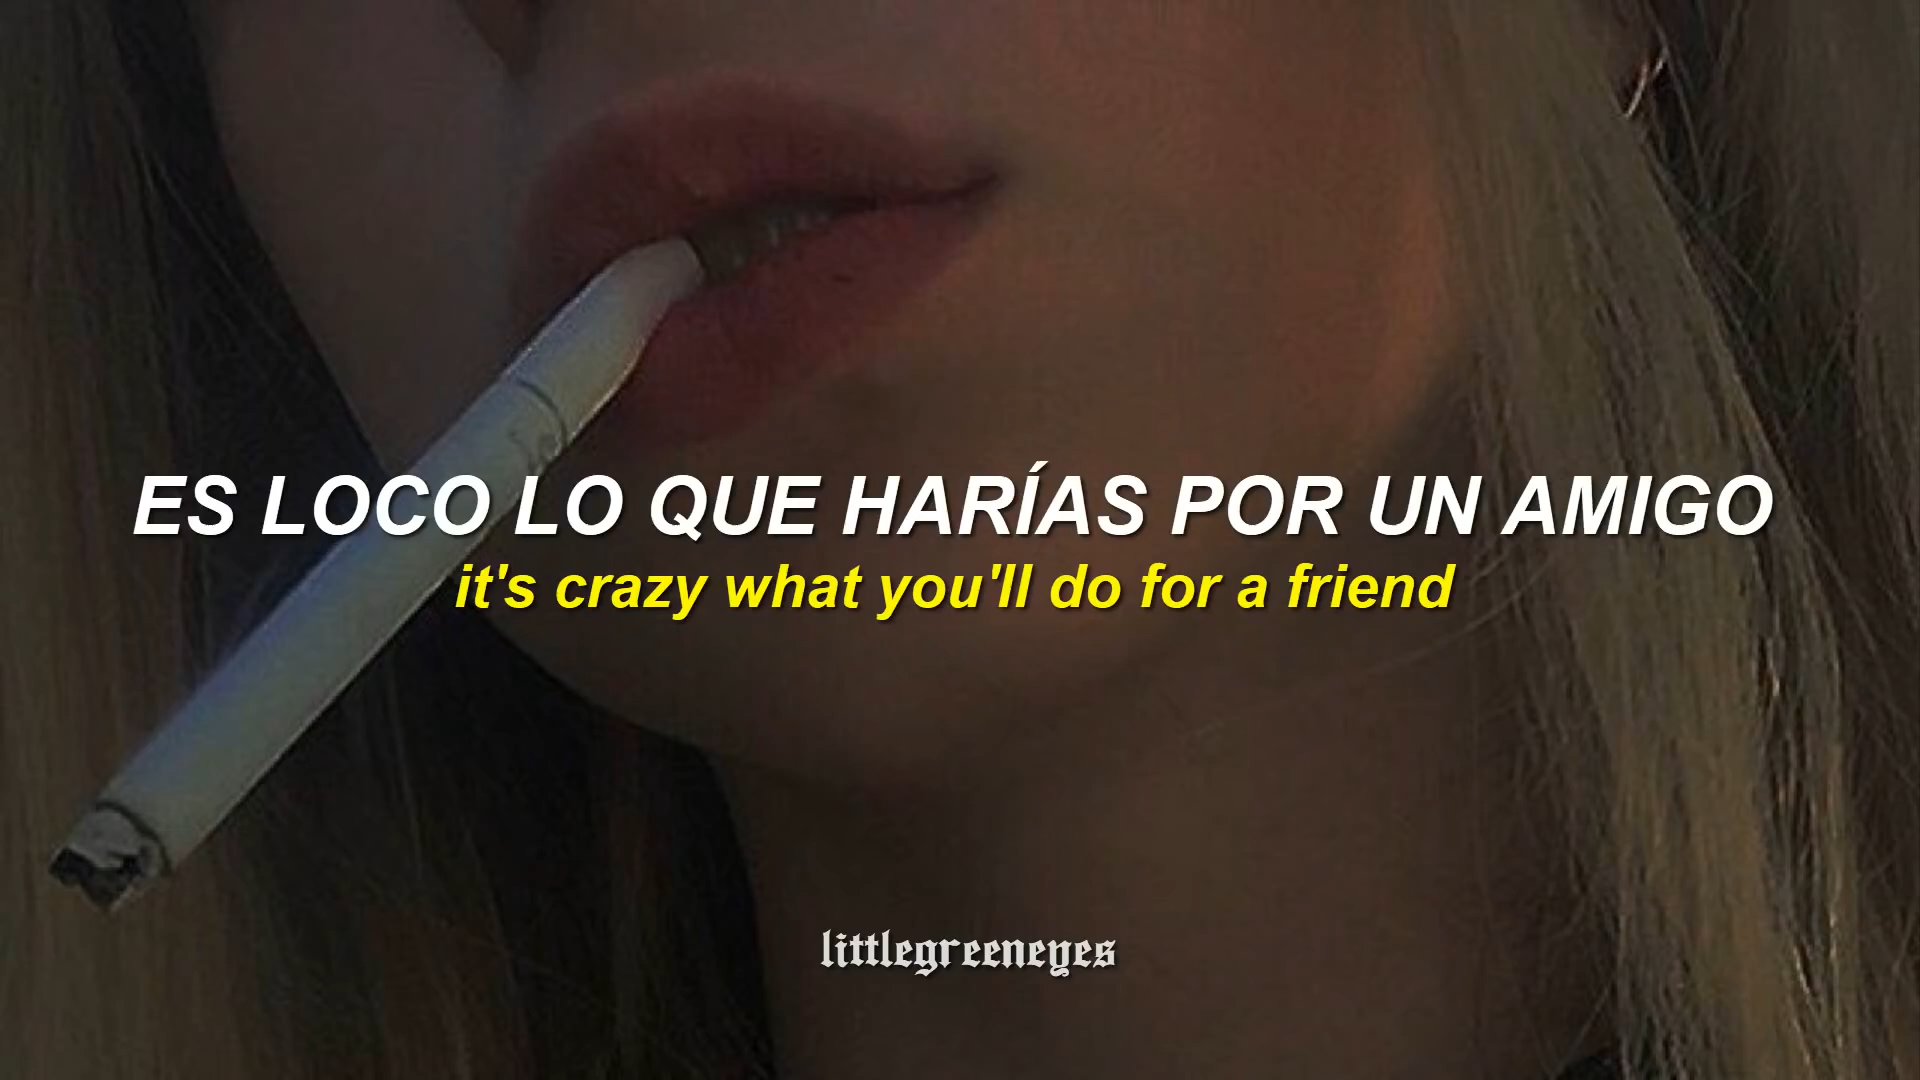 ES LOCO LO QUE HARÍAS POR UN AMIGO
it's crazy what you'll do for a friend
littlegreeneyes